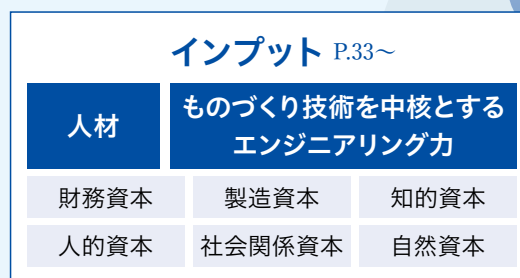 インプット P.33～
人材
ものづくり技術を中核とする
エンジニアリング力
財務資本 製造資本 知的資本
人的資本 社会関係資本 自然資本